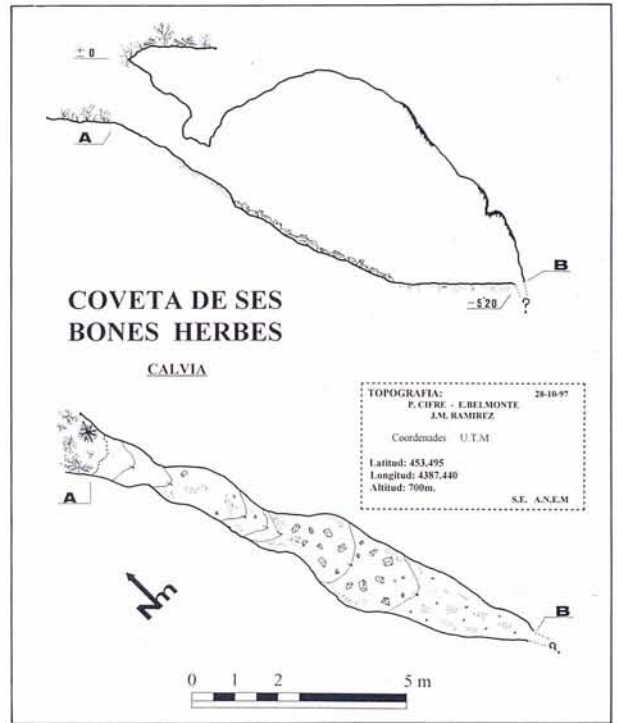 ± 0
A
B
-5'20
?
COVETA DE SES
BONES HERBES
CALVIA
TOPOGRAFIA: 28-10-97
P. CIFRE - E.BELMONTE
J.M. RAMIREZ
Coordenades U.T.M
Latitud: 453.495
Longitud: 4387.440
Altitud: 700m.
S.E. A.N.E.M
A
B
?
Nm
0 1 2 5 m